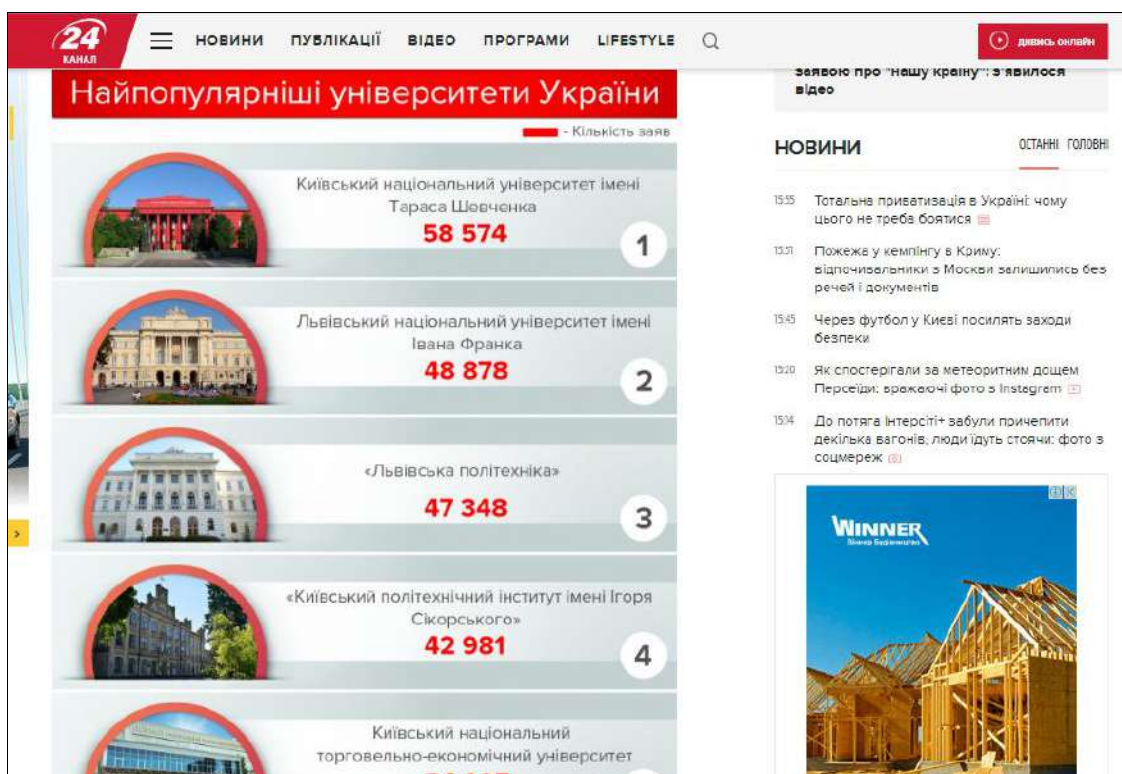 24
КАНАЛ
НОВИНИ ПУБЛІКАЦІЇ ВІДЕО ПРОГРАМИ LIFESTYLE
ДИВИСЬ ОНЛАЙН
Найпопулярніші університети України
- Кількість заяв
Київський національний університет імені
Тараса Шевченка
58 574
1
Львівський національний університет імені
Івана Франка
48 878
2
«Львівська політехніка»
47 348
3
«Київський політехнічний інститут імені Ігоря
Сікорського»
42 981
4
Київський національний
торговельно-економічний університет
заявою про "нашу країну": з'явилося
відео
НОВИНИ
ОСТАННІ ГОЛОВНІ
15:55 Тотальна приватизація в Україні: чому
цього не треба боятися
15:51 Пожежа у кемпінгу в Криму:
відпочивальники з Москви залишились без
речей і документів
15:45 Через футбол у Києві посилять заходи
безпеки
15:20 Як спостерігали за метеоритним дощем
Персеїди: вражаючі фото з Instagram
15:14 До потяга Інтерсіті+ забули причепити
декілька вагонів, люди їдуть стоячи: фото з
соцмереж
WINNER